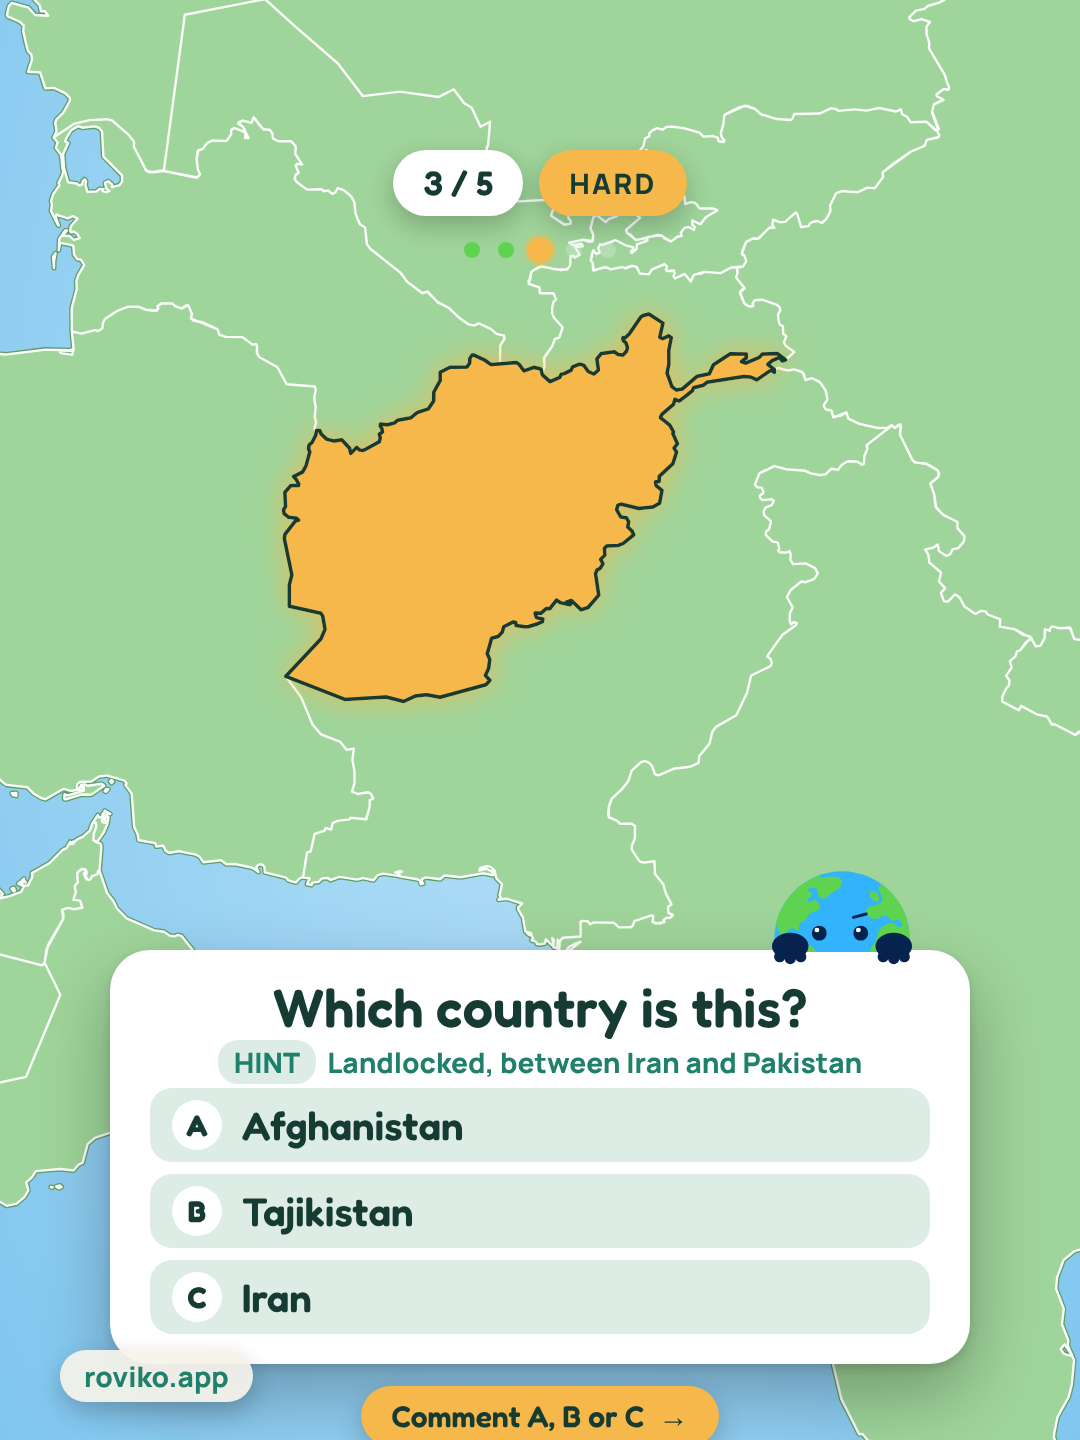 3 / 5
HARD
Which country is this?
HINT Landlocked, between Iran and Pakistan
A Afghanistan
B Tajikistan
C Iran
roviko.app
Comment A, B or C →